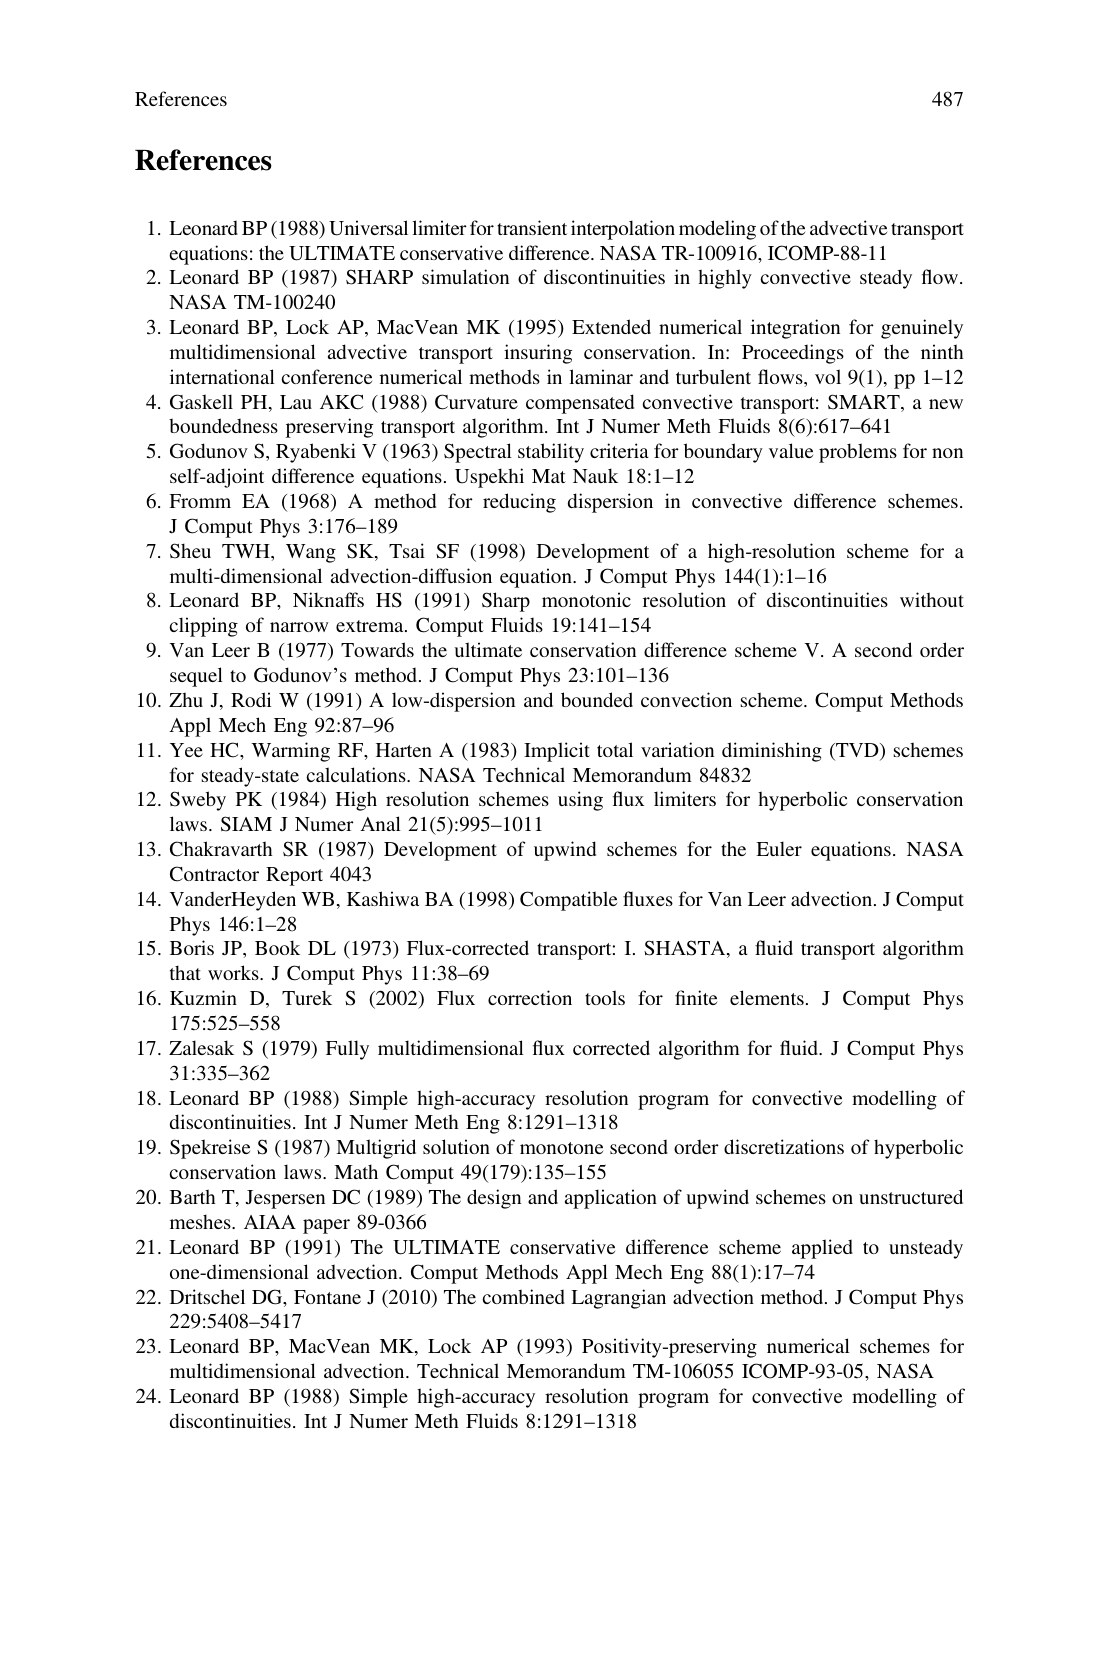 References 487
References
1. Leonard BP (1988) Universal limiter for transient interpolation modeling of the advective transport
equations: the ULTIMATE conservative difference. NASA TR-100916, ICOMP-88-11
2. Leonard BP (1987) SHARP simulation of discontinuities in highly convective steady flow.
NASA TM-100240
3. Leonard BP, Lock AP, MacVean MK (1995) Extended numerical integration for genuinely
multidimensional advective transport insuring conservation. In: Proceedings of the ninth
international conference numerical methods in laminar and turbulent flows, vol 9(1), pp 1–12
4. Gaskell PH, Lau AKC (1988) Curvature compensated convective transport: SMART, a new
boundedness preserving transport algorithm. Int J Numer Meth Fluids 8(6):617–641
5. Godunov S, Ryabenki V (1963) Spectral stability criteria for boundary value problems for non
self-adjoint difference equations. Uspekhi Mat Nauk 18:1–12
6. Fromm EA (1968) A method for reducing dispersion in convective difference schemes.
J Comput Phys 3:176–189
7. Sheu TWH, Wang SK, Tsai SF (1998) Development of a high-resolution scheme for a
multi-dimensional advection-diffusion equation. J Comput Phys 144(1):1–16
8. Leonard BP, Niknaffs HS (1991) Sharp monotonic resolution of discontinuities without
clipping of narrow extrema. Comput Fluids 19:141–154
9. Van Leer B (1977) Towards the ultimate conservation difference scheme V. A second order
sequel to Godunov's method. J Comput Phys 23:101–136
10. Zhu J, Rodi W (1991) A low-dispersion and bounded convection scheme. Comput Methods
Appl Mech Eng 92:87–96
11. Yee HC, Warming RF, Harten A (1983) Implicit total variation diminishing (TVD) schemes
for steady-state calculations. NASA Technical Memorandum 84832
12. Sweby PK (1984) High resolution schemes using flux limiters for hyperbolic conservation
laws. SIAM J Numer Anal 21(5):995–1011
13. Chakravarth SR (1987) Development of upwind schemes for the Euler equations. NASA
Contractor Report 4043
14. VanderHeyden WB, Kashiwa BA (1998) Compatible fluxes for Van Leer advection. J Comput
Phys 146:1–28
15. Boris JP, Book DL (1973) Flux-corrected transport: I. SHASTA, a fluid transport algorithm
that works. J Comput Phys 11:38–69
16. Kuzmin D, Turek S (2002) Flux correction tools for finite elements. J Comput Phys
175:525–558
17. Zalesak S (1979) Fully multidimensional flux corrected algorithm for fluid. J Comput Phys
31:335–362
18. Leonard BP (1988) Simple high-accuracy resolution program for convective modelling of
discontinuities. Int J Numer Meth Eng 8:1291–1318
19. Spekreise S (1987) Multigrid solution of monotone second order discretizations of hyperbolic
conservation laws. Math Comput 49(179):135–155
20. Barth T, Jespersen DC (1989) The design and application of upwind schemes on unstructured
meshes. AIAA paper 89-0366
21. Leonard BP (1991) The ULTIMATE conservative difference scheme applied to unsteady
one-dimensional advection. Comput Methods Appl Mech Eng 88(1):17–74
22. Dritschel DG, Fontane J (2010) The combined Lagrangian advection method. J Comput Phys
229:5408–5417
23. Leonard BP, MacVean MK, Lock AP (1993) Positivity-preserving numerical schemes for
multidimensional advection. Technical Memorandum TM-106055 ICOMP-93-05, NASA
24. Leonard BP (1988) Simple high-accuracy resolution program for convective modelling of
discontinuities. Int J Numer Meth Fluids 8:1291–1318